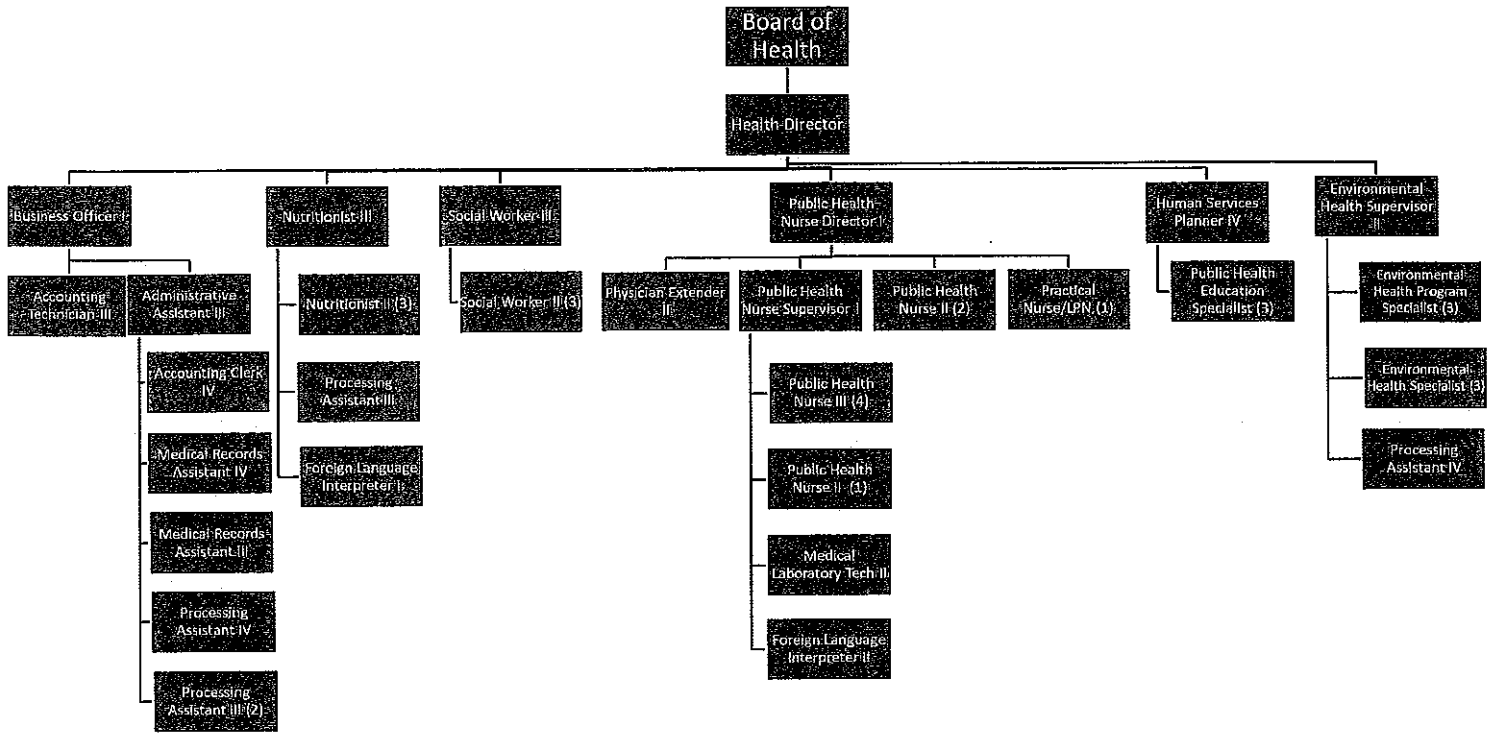 Board of
Health
Health Director
Business Officer I
Nutritionist III
Social Worker III
Public Health
Nurse Director I
Human Services
Planner IV
Environmental
Health Supervisor
II
Accounting
Technician III
Administrative
Assistant III
Accounting Clerk
IV
Medical Records
Assistant IV
Medical Records
Assistant III
Processing
Assistant IV
Processing
Assistant III (2)
Nutritionist II (3)
Processing
Assistant III
Foreign Language
Interpreter II
Social Worker III (3)
Physician Extender
II
Public Health
Nurse Supervisor I
Public Health
Nurse II (2)
Practical
Nurse/LPN (1)
Public Health
Nurse III (4)
Public Health
Nurse II (1)
Medical
Laboratory Tech II
Foreign Language
Interpreter II
Public Health
Education
Specialist (3)
Environmental
Health Program
Specialist (3)
Environmental
Health Specialist (3)
Processing
Assistant IV